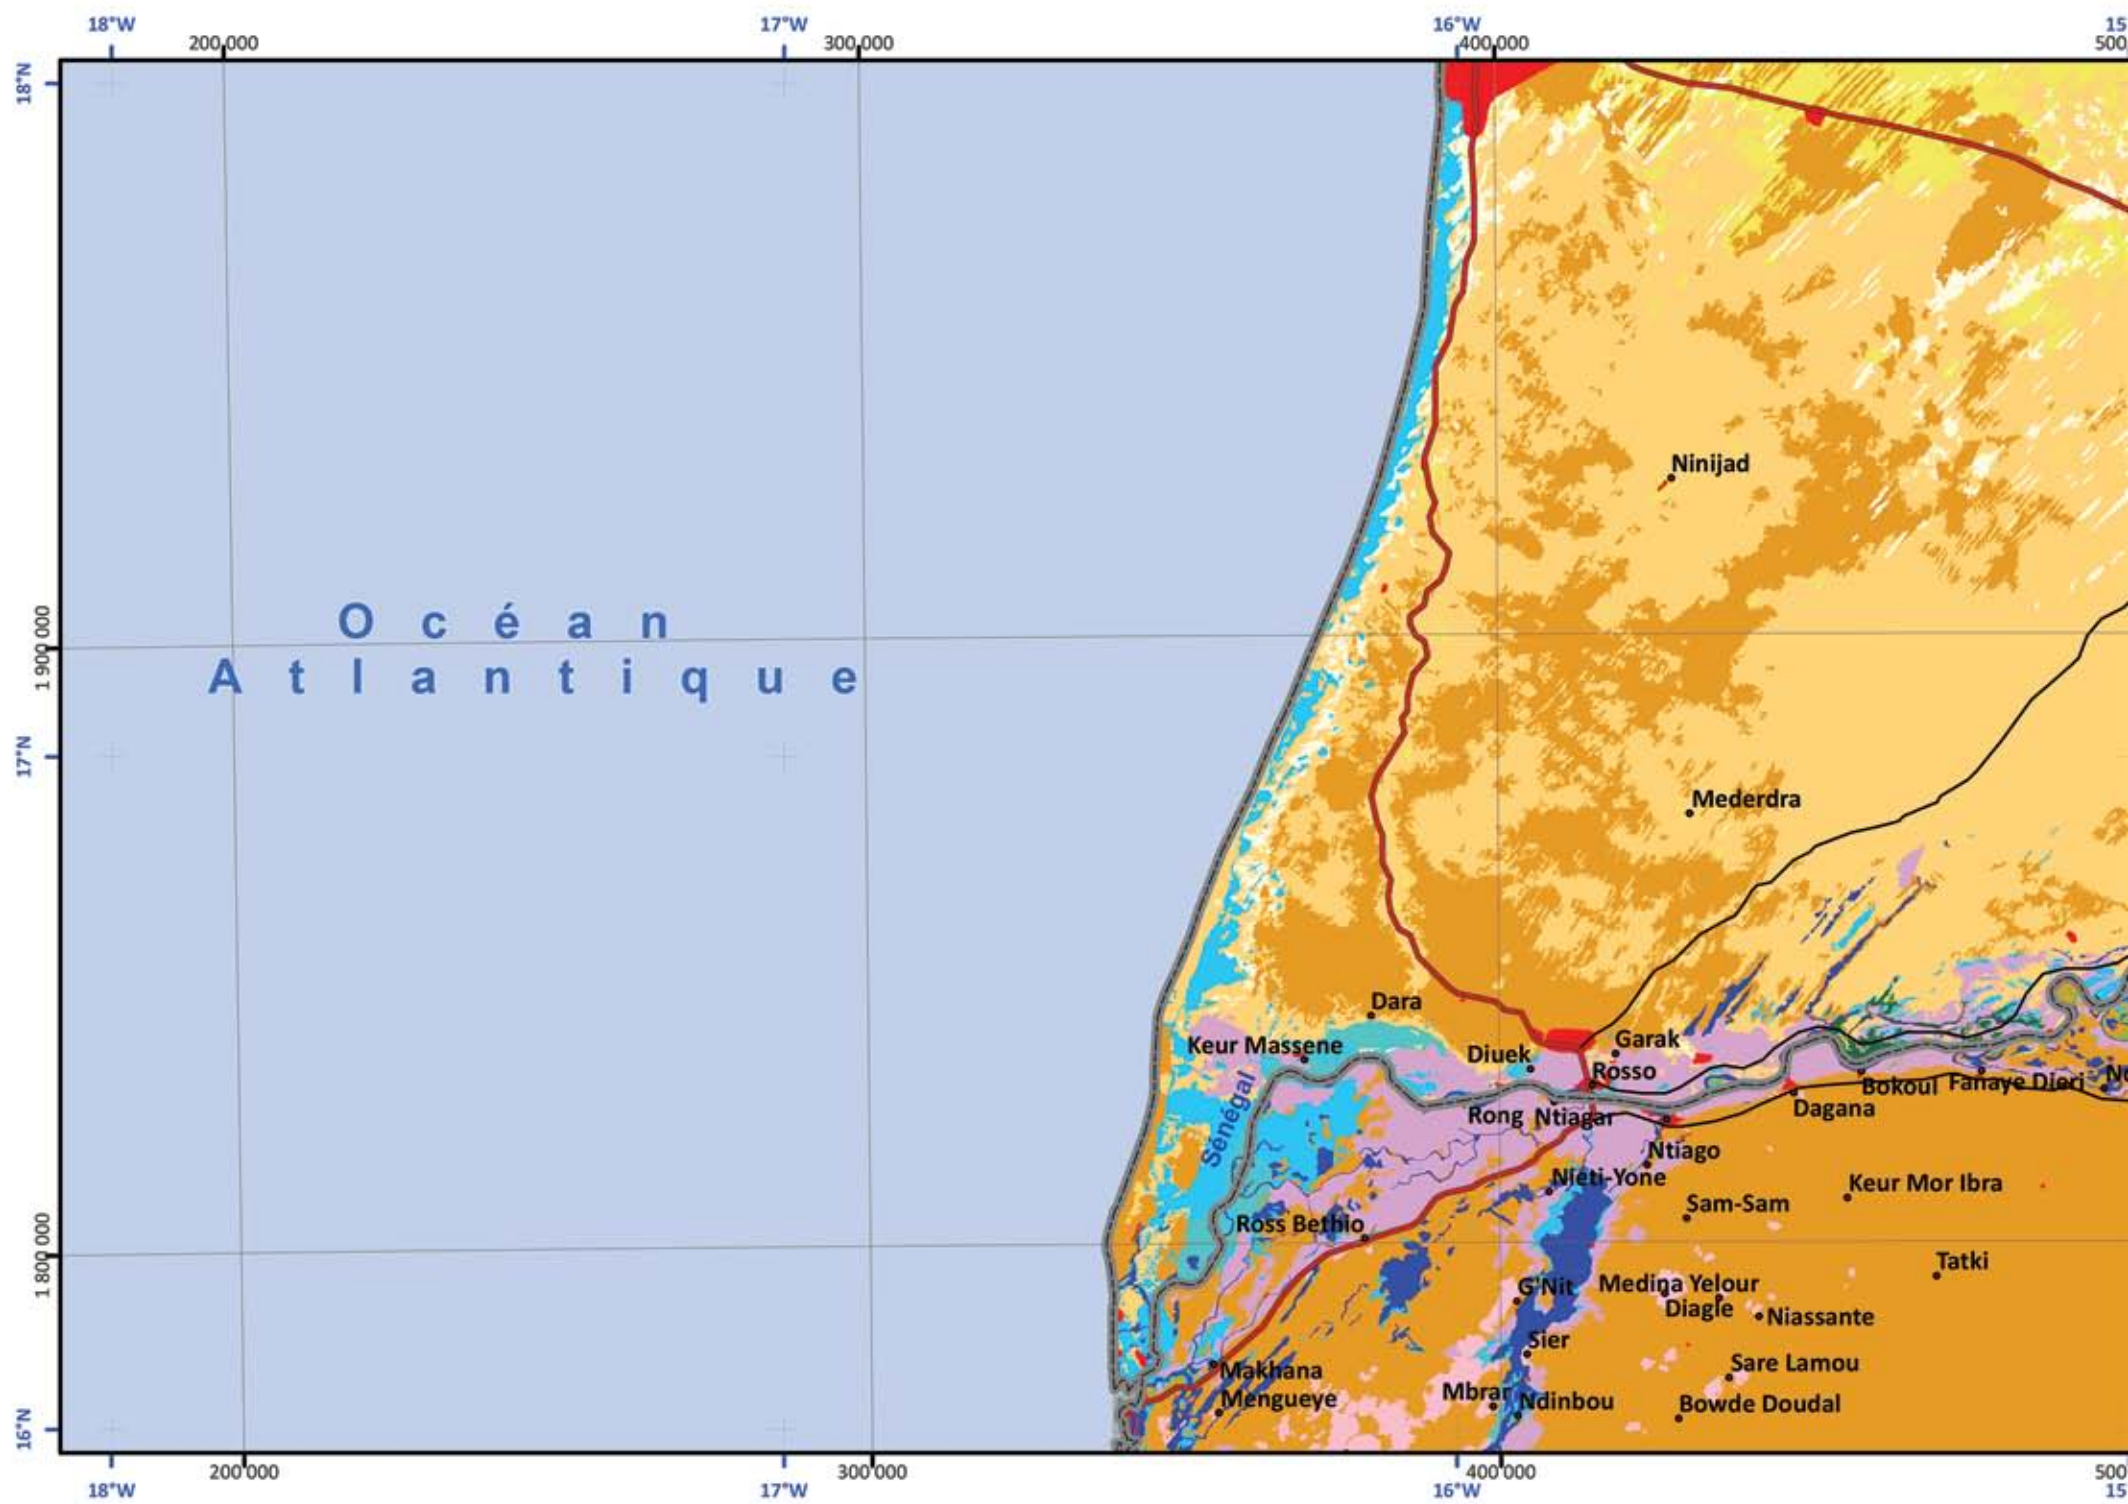 18°W
17°W
16°W
15
200 000
300 000
400 000
500
18°N
Ninijad
Océan
Atlantique
1 900 000
17°N
Mederdra
Dara
Keur Massene
Diuek
Garak
Rosso
Sénégal
Bokoul
Fanaye Dieri
Rong
Ntiagar
Dagana
Ntiago
Nieti-Yone
Keur Mor Ibra
Sam-Sam
Ross Bethio
1 800 000
Tatki
G'Nit
Medina Yelour
Diagle
Niassante
Sier
Sare Lamou
Makhana
Mengueye
Mbrar
Ndinbou
Bowde Doudal
16°N
200 000
300 000
400 000
500
18°W
17°W
16°W
15